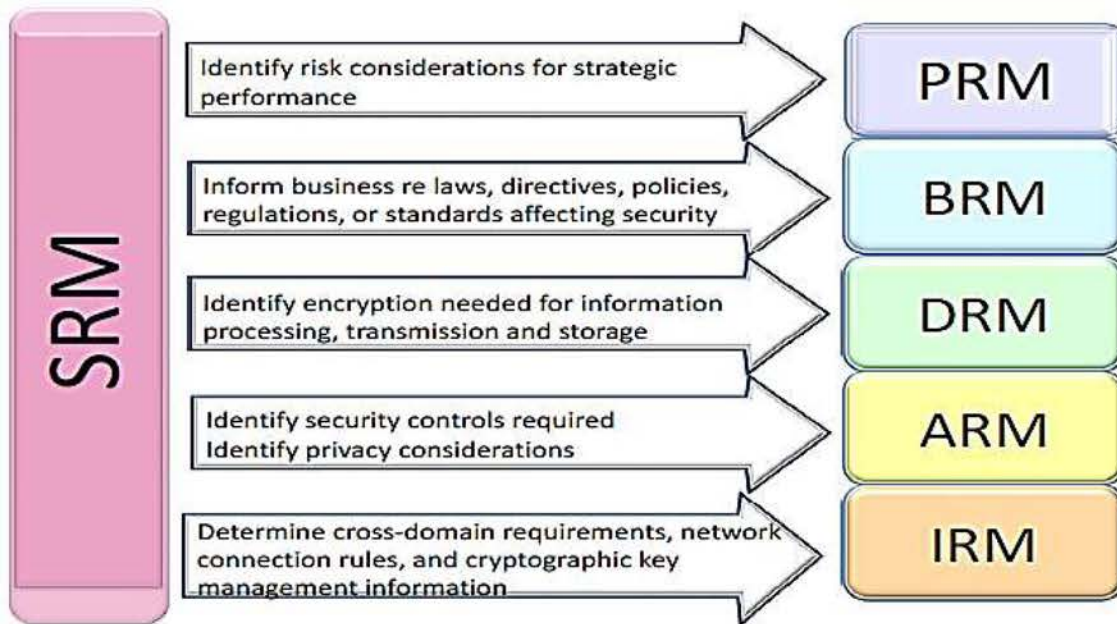 SRM
Identify risk considerations for strategic
performance
PRM
Inform business re laws, directives, policies,
regulations, or standards affecting security
BRM
Identify encryption needed for information
processing, transmission and storage
DRM
Identify security controls required
Identify privacy considerations
ARM
Determine cross-domain requirements, network
connection rules, and cryptographic key
management information
IRM